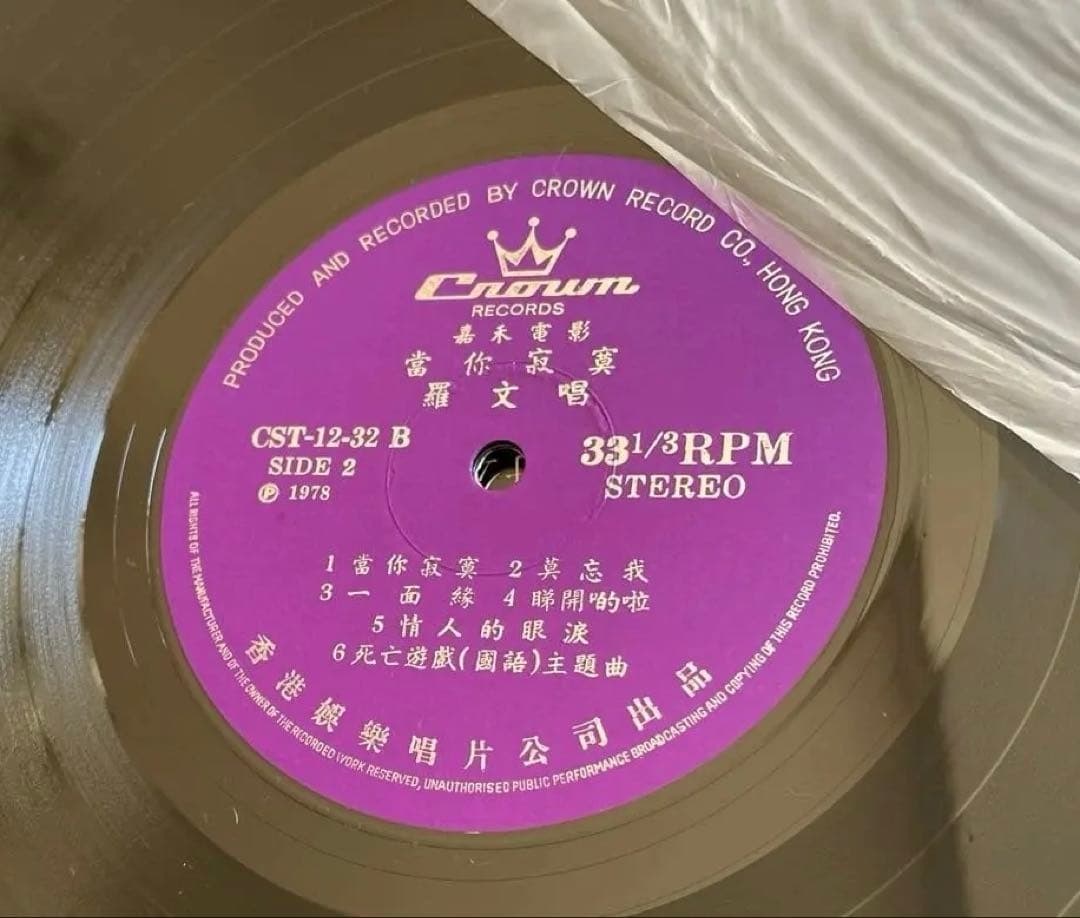 PRODUCED AND RECORDED BY CROWN RECORD CO., HONG KONG
Crown
RECORDS
嘉禾電影
當你寂寞
羅文唱
CST-12-32 B
SIDE 2
Ⓟ 1978
33 1/3 RPM
STEREO
1 當你寂寞 2 莫忘我
3 一面緣 4 睇開啲啦
5 情人的眼淚
6 死亡遊戲(國語)主題曲
香港娛樂唱片公司出品
ALL RIGHTS OF THE MANUFACTURER AND OF THE OWNER OF THE RECORDED WORK RESERVED, UNAUTHORISED PUBLIC PERFORMANCE BROADCASTING AND COPYING OF THIS RECORD PROHIBITED.